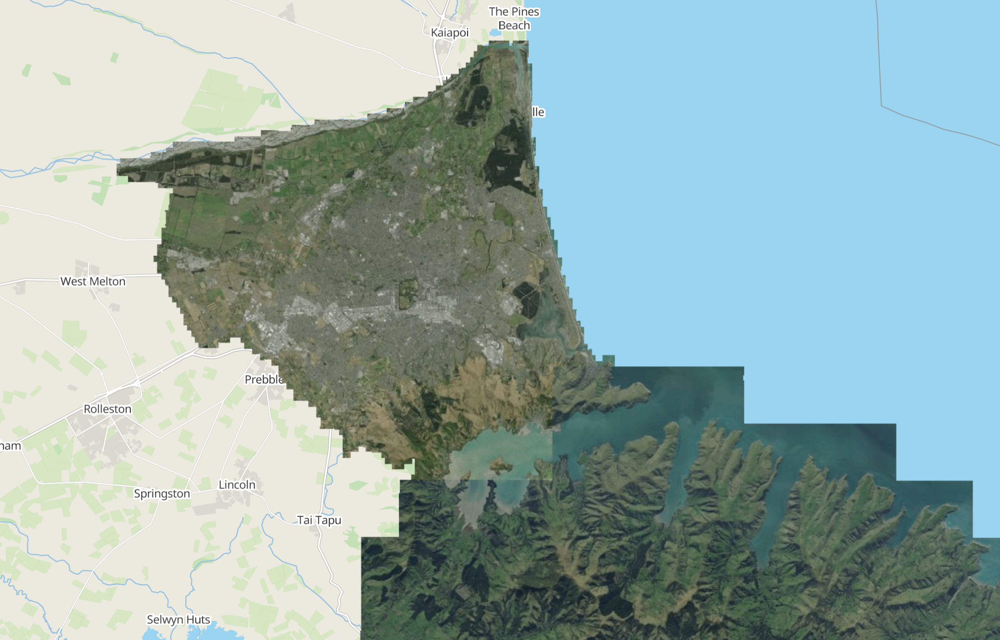 The Pines
Beach
Kaiapoi
lle
West Melton
Prebble
Rolleston
ham
Lincoln
Springston
Tai Tapu
Selwyn Huts